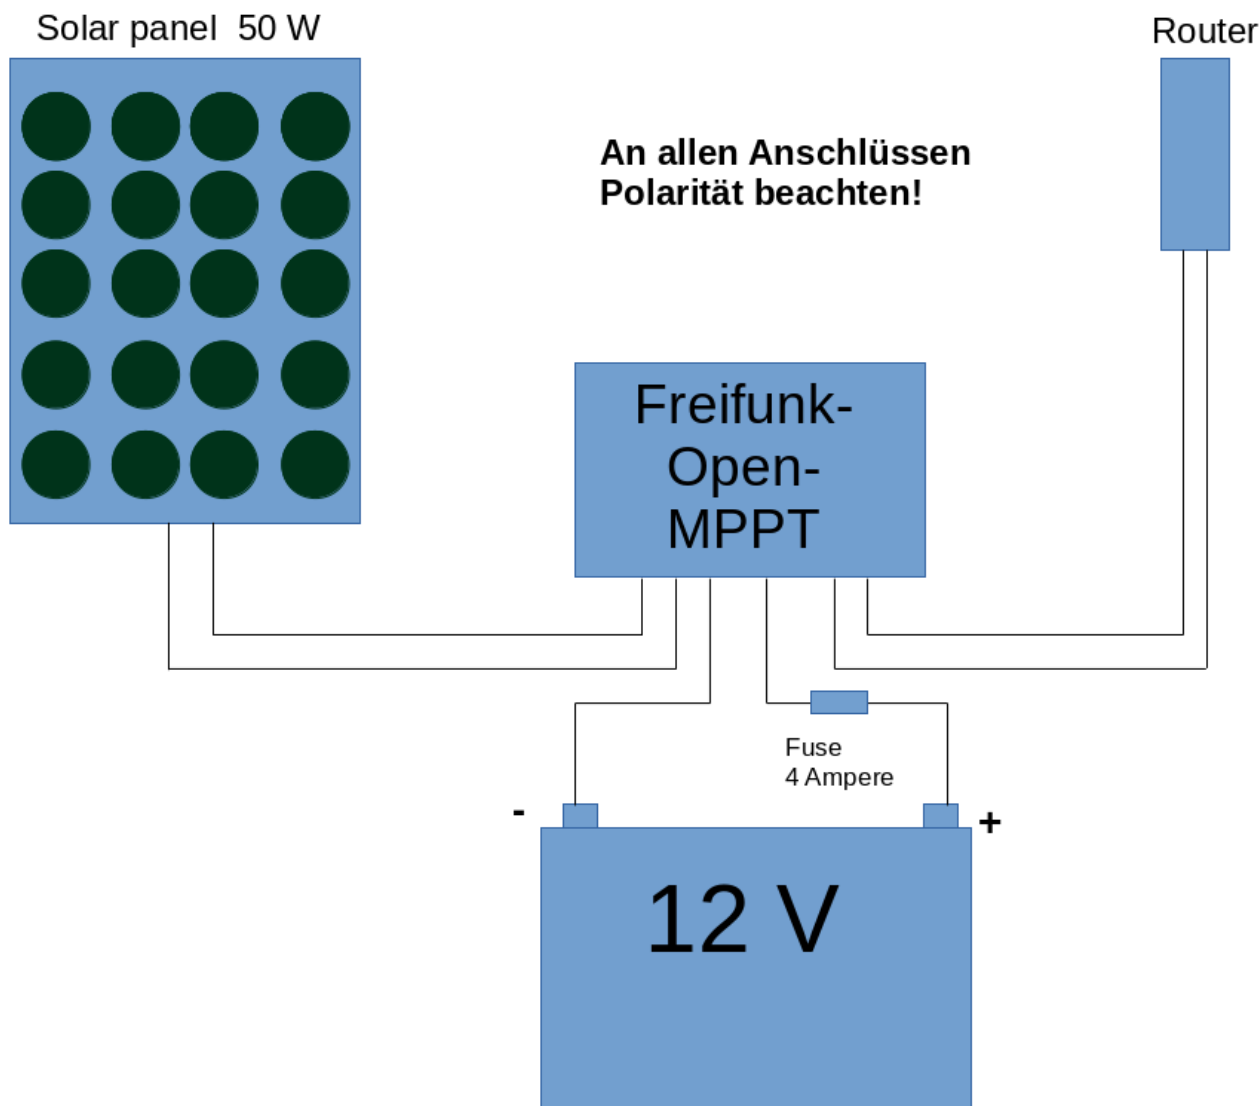 Solar panel  50 W
Router
An allen Anschlüssen
Polarität beachten!
Freifunk-
Open-
MPPT
Fuse
4 Ampere
-
+
12 V